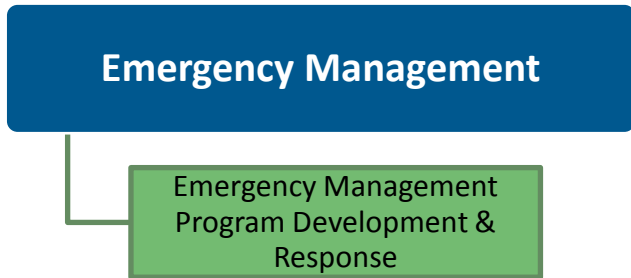 Emergency Management
Emergency Management
Program Development &
Response